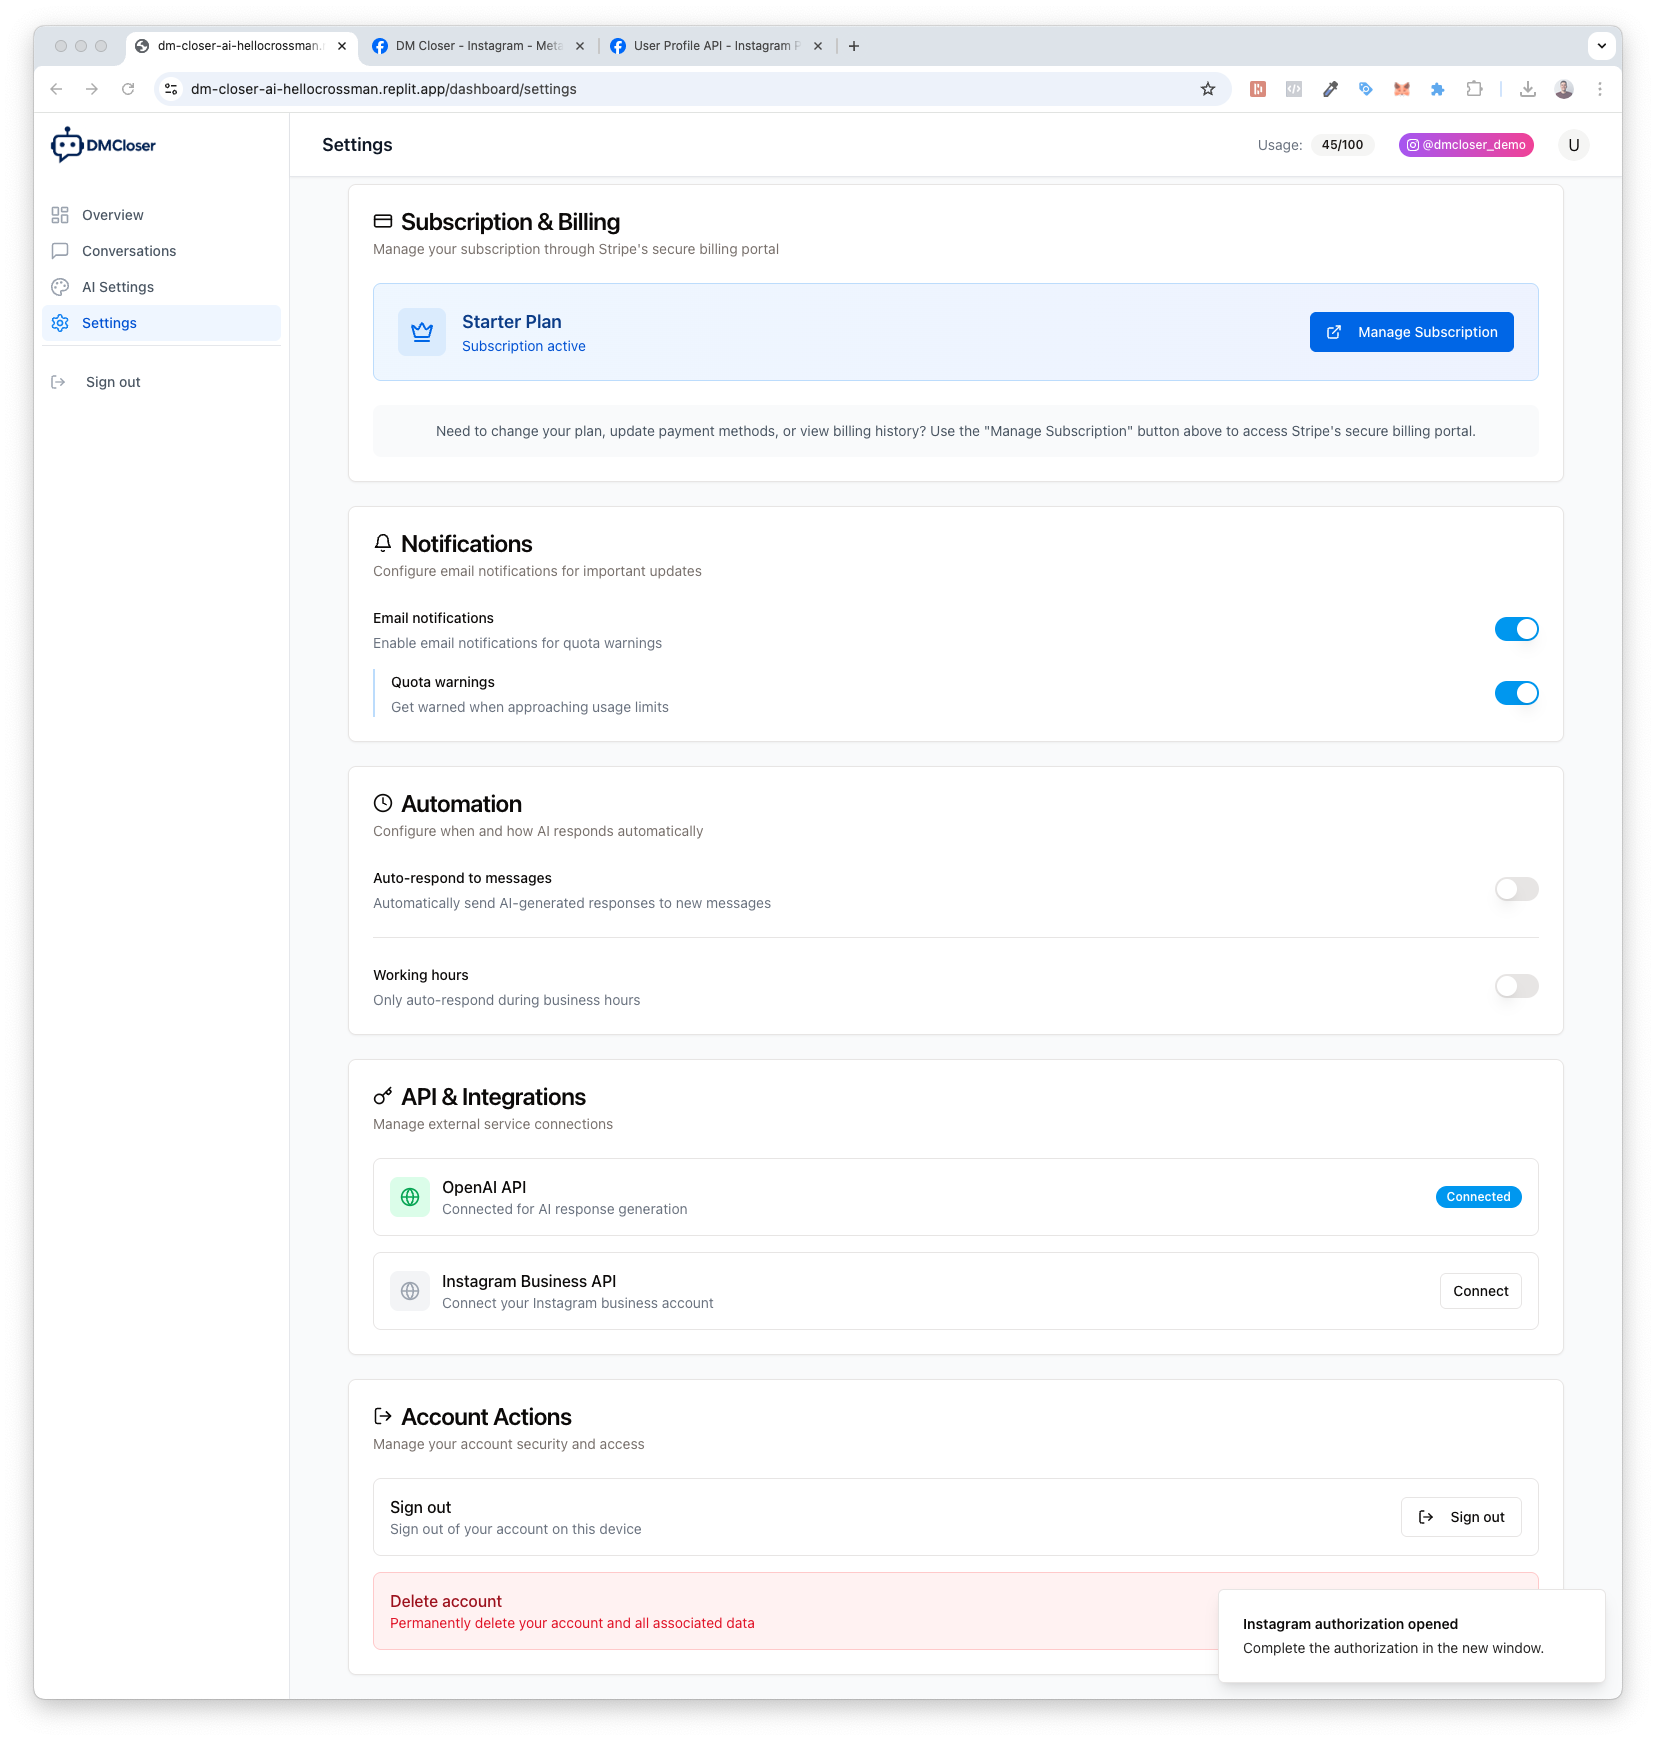 dm-closer-ai-hellocrossman.
DM Closer - Instagram - Meta
User Profile API - Instagram P
dm-closer-ai-hellocrossman.replit.app/dashboard/settings
DMCloser
Settings
Usage:
45/100
@dmcloser_demo
U
Overview
Conversations
AI Settings
Settings
Sign out
Subscription & Billing
Manage your subscription through Stripe's secure billing portal
Starter Plan
Subscription active
Manage Subscription
Need to change your plan, update payment methods, or view billing history? Use the "Manage Subscription" button above to access Stripe's secure billing portal.
Notifications
Configure email notifications for important updates
Email notifications
Enable email notifications for quota warnings
Quota warnings
Get warned when approaching usage limits
Automation
Configure when and how AI responds automatically
Auto-respond to messages
Automatically send AI-generated responses to new messages
Working hours
Only auto-respond during business hours
API & Integrations
Manage external service connections
OpenAI API
Connected for AI response generation
Connected
Instagram Business API
Connect your Instagram business account
Connect
Account Actions
Manage your account security and access
Sign out
Sign out of your account on this device
Sign out
Delete account
Permanently delete your account and all associated data
Instagram authorization opened
Complete the authorization in the new window.